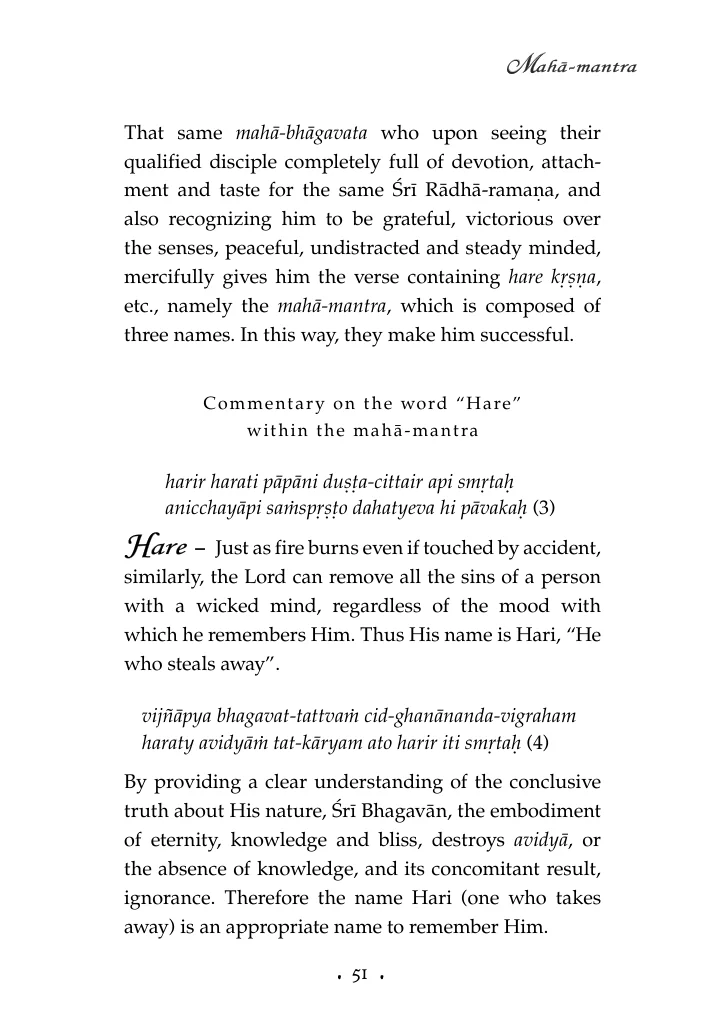 Mahā-mantra
That same mahā-bhāgavata who upon seeing their
qualified disciple completely full of devotion, attach-
ment and taste for the same Śrī Rādhā-ramaṇa, and
also recognizing him to be grateful, victorious over
the senses, peaceful, undistracted and steady minded,
mercifully gives him the verse containing hare kṛṣṇa,
etc., namely the mahā-mantra, which is composed of
three names. In this way, they make him successful.
Commentary on the word “Hare”
within the mahā-mantra
harir harati pāpāni duṣṭa-cittair api smṛtaḥ
anicchayāpi saṁspṛṣṭo dahatyeva hi pāvakaḥ (3)
Hare – Just as fire burns even if touched by accident,
similarly, the Lord can remove all the sins of a person
with a wicked mind, regardless of the mood with
which he remembers Him. Thus His name is Hari, “He
who steals away”.
vijñāpya bhagavat-tattvaṁ cid-ghanānanda-vigraham
haraty avidyāṁ tat-kāryam ato harir iti smṛtaḥ (4)
By providing a clear understanding of the conclusive
truth about His nature, Śrī Bhagavān, the embodiment
of eternity, knowledge and bliss, destroys avidyā, or
the absence of knowledge, and its concomitant result,
ignorance. Therefore the name Hari (one who takes
away) is an appropriate name to remember Him.
• 51 •